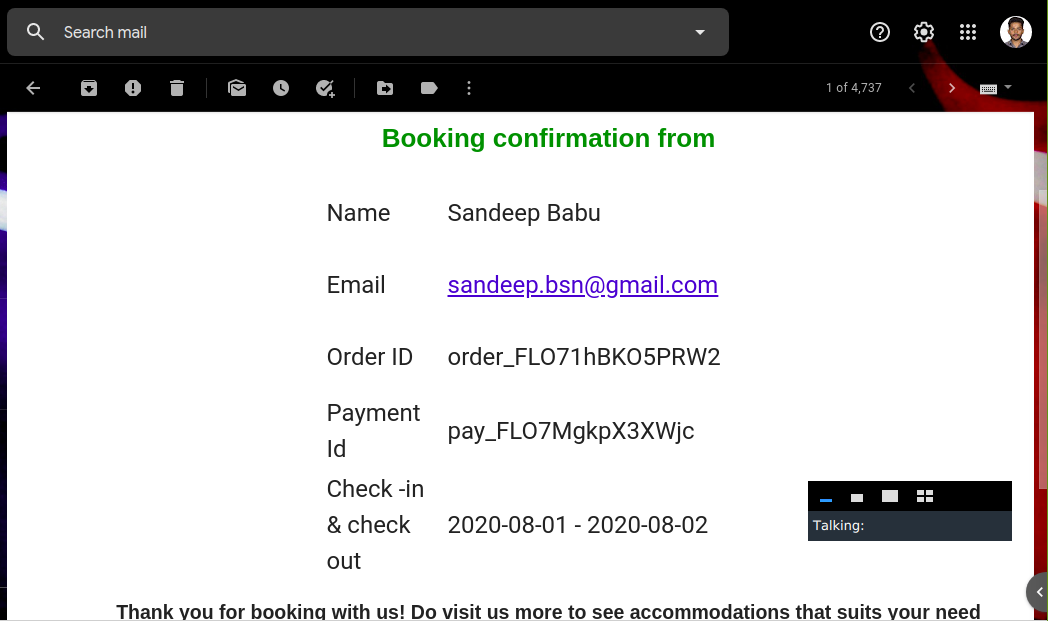 Search mail
1 of 4,737
Booking confirmation from
Name Sandeep Babu
Email sandeep.bsn@gmail.com
Order ID order_FLO71hBKO5PRW2
Payment
Id
pay_FLO7MgkpX3XWjc
Check -in
& check
out
2020-08-01 - 2020-08-02
Talking:
Thank you for booking with us! Do visit us more to see accommodations that suits your need